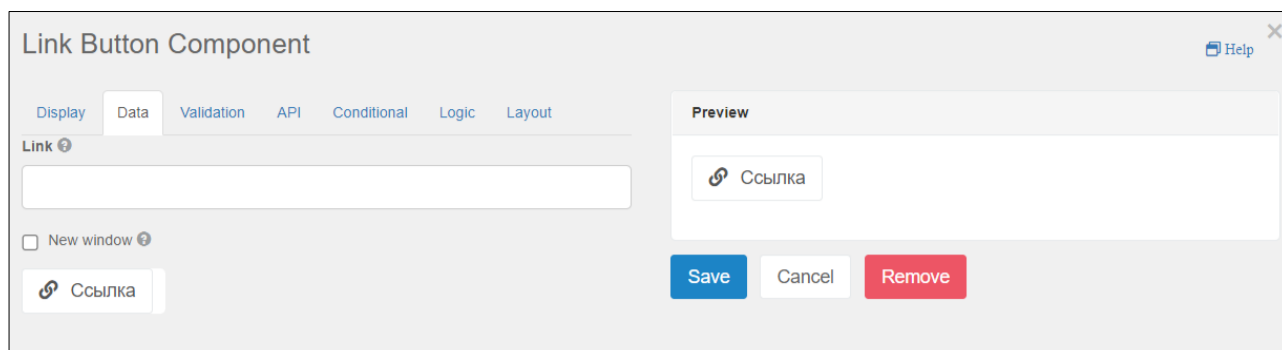 Link Button Component
Help
Display Data Validation API Conditional Logic Layout
Link
New window
Ссылка
Preview
Ссылка
Save Cancel Remove